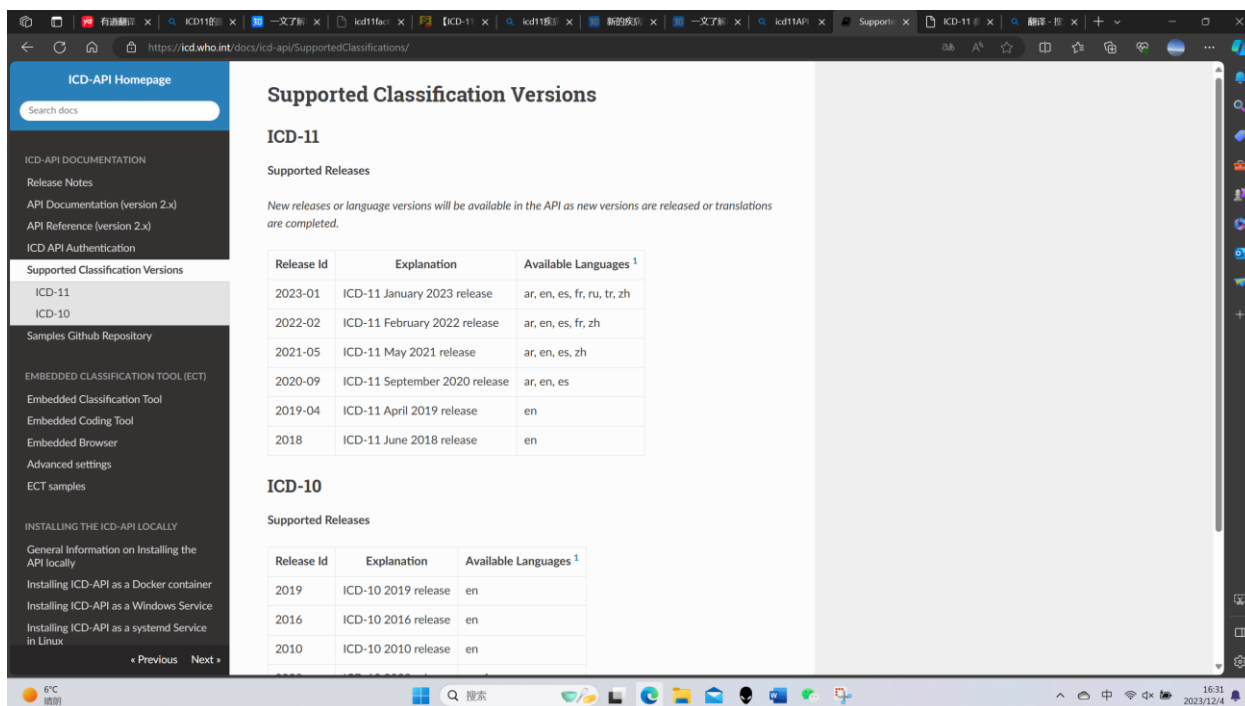 有道翻译
ICD11的
一文了解
icd11fact
【ICD-11
icd11疾病
新的疾病
一文了解
icd11API
Supporte
ICD-11
翻译 - 搜
https://icd.who.int/docs/icd-api/SupportedClassifications/
ICD-API Homepage
Search docs
ICD-API DOCUMENTATION
Release Notes
API Documentation (version 2.x)
API Reference (version 2.x)
ICD API Authentication
Supported Classification Versions
ICD-11
ICD-10
Samples Github Repository
EMBEDDED CLASSIFICATION TOOL (ECT)
Embedded Classification Tool
Embedded Coding Tool
Embedded Browser
Advanced settings
ECT samples
INSTALLING THE ICD-API LOCALLY
General Information on Installing the
API locally
Installing ICD-API as a Docker container
Installing ICD-API as a Windows Service
Installing ICD-API as a systemd Service
in Linux
« Previous Next »
Supported Classification Versions
ICD-11
Supported Releases
New releases or language versions will be available in the API as new versions are released or translations
are completed.
Release Id Explanation Available Languages 1
2023-01 ICD-11 January 2023 release ar, en, es, fr, ru, tr, zh
2022-02 ICD-11 February 2022 release ar, en, es, fr, zh
2021-05 ICD-11 May 2021 release ar, en, es, zh
2020-09 ICD-11 September 2020 release ar, en, es
2019-04 ICD-11 April 2019 release en
2018 ICD-11 June 2018 release en
ICD-10
Supported Releases
Release Id Explanation Available Languages 1
2019 ICD-10 2019 release en
2016 ICD-10 2016 release en
2010 ICD-10 2010 release en
6°C
晴朗
搜索
中
16:31
2023/12/4